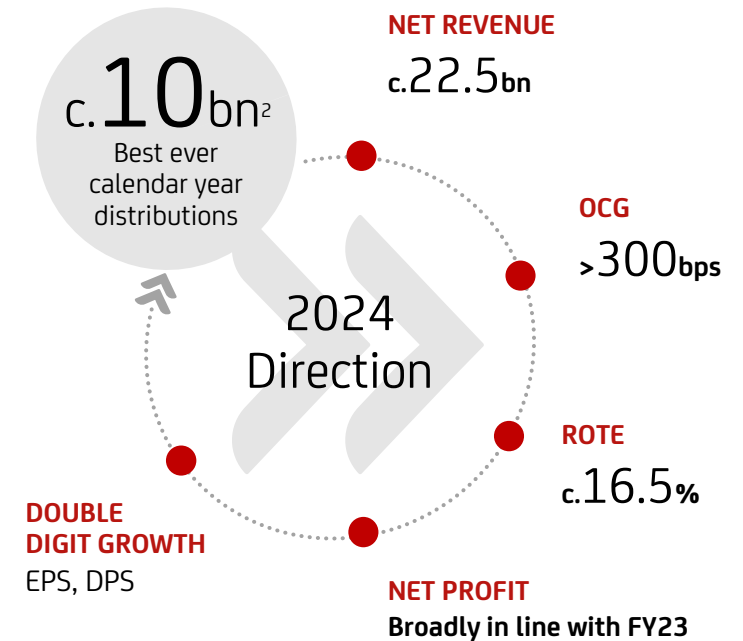 c.10bn²
Best ever
calendar year
distributions
NET REVENUE
c.22.5bn
OCG
>300bps
2024
Direction
ROTE
c.16.5%
DOUBLE
DIGIT GROWTH
EPS, DPS
NET PROFIT
Broadly in line with FY23